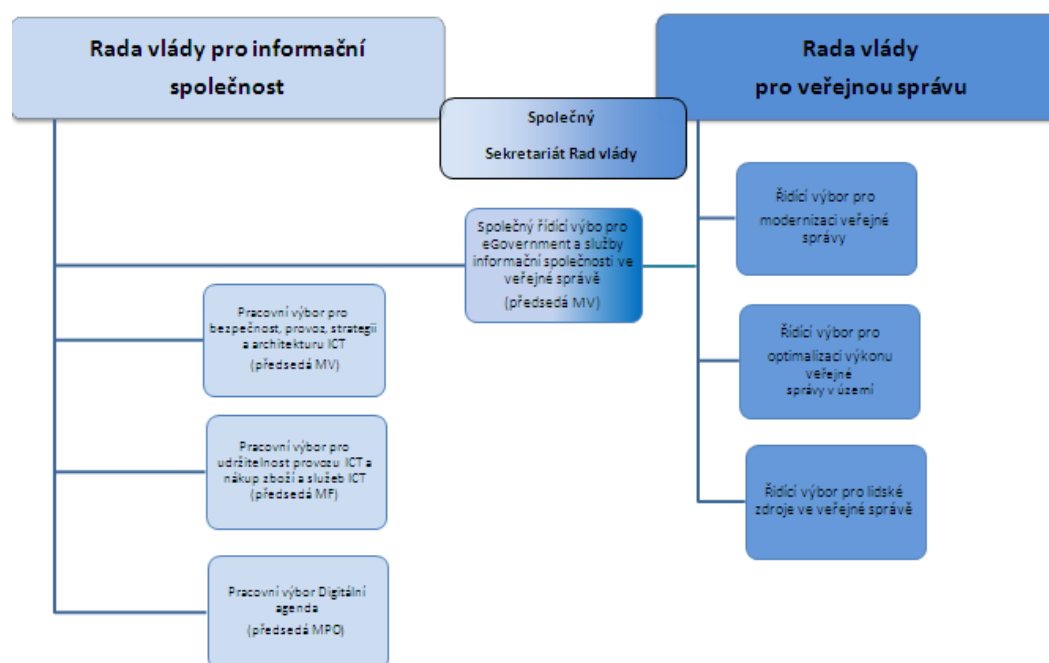 Rada vlády pro informační
společnost
Rada vlády
pro veřejnou správu
Společný
Sekretariát Rad vlády
Společný řídící výbo pro
eGovernment a služby
informační společnosti ve
veřejné správě
(předsedá MV)
Pracovní výbor pro
bezpečnost, provoz, strategii
a architekturu ICT
(předsedá MV)
Pracovní výbor pro
udržitelnost provozu ICT a
nákup zboží a služeb ICT
(předsedá MF)
Pracovní výbor Digitální
agenda
(předsedá MPO)
Řídící výbor pro
modernizaci veřejné
správy
Řídící výbor pro
optimalizaci výkonu
veřejné
správy v území
Řídící výbor pro lidské
zdroje ve veřejné správě